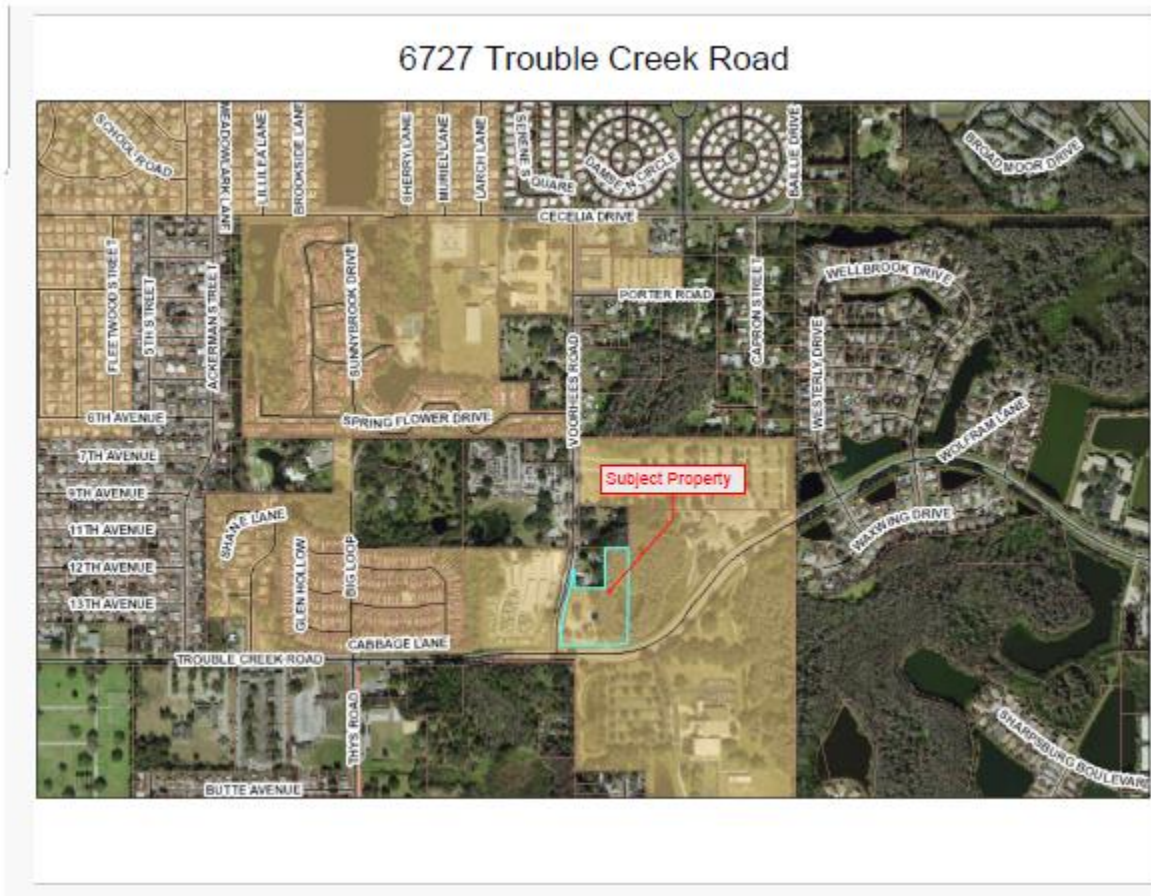 6727 Trouble Creek Road
SCHOOL ROAD
MEADOWLARK LANE
LILLILEA LANE
BROOKSIDE LANE
SHERRY LANE
MURIEL LANE
LARCH LANE
SERENE SQUARE
DAMSEN CIRCLE
BAILLIE DRIVE
BROADMOOR DRIVE
CECELIA DRIVE
FLEETWOOD STREET
5TH STREET
ACKERMAN STREET
SUNNYBROOK DRIVE
VOORHEES ROAD
PORTER ROAD
CAPRON STREET
WELLBROOK DRIVE
WESTERLY DRIVE
WOLFRAM LANE
6TH AVENUE
SPRING FLOWER DRIVE
7TH AVENUE
Subject Property
9TH AVENUE
SHANE LANE
WAXWING DRIVE
11TH AVENUE
GLEN HOLLOW
BIG LOOP
12TH AVENUE
13TH AVENUE
CABBAGE LANE
TROUBLE CREEK ROAD
THYS ROAD
SHARPSBURG BOULEVARD
BUTTE AVENUE